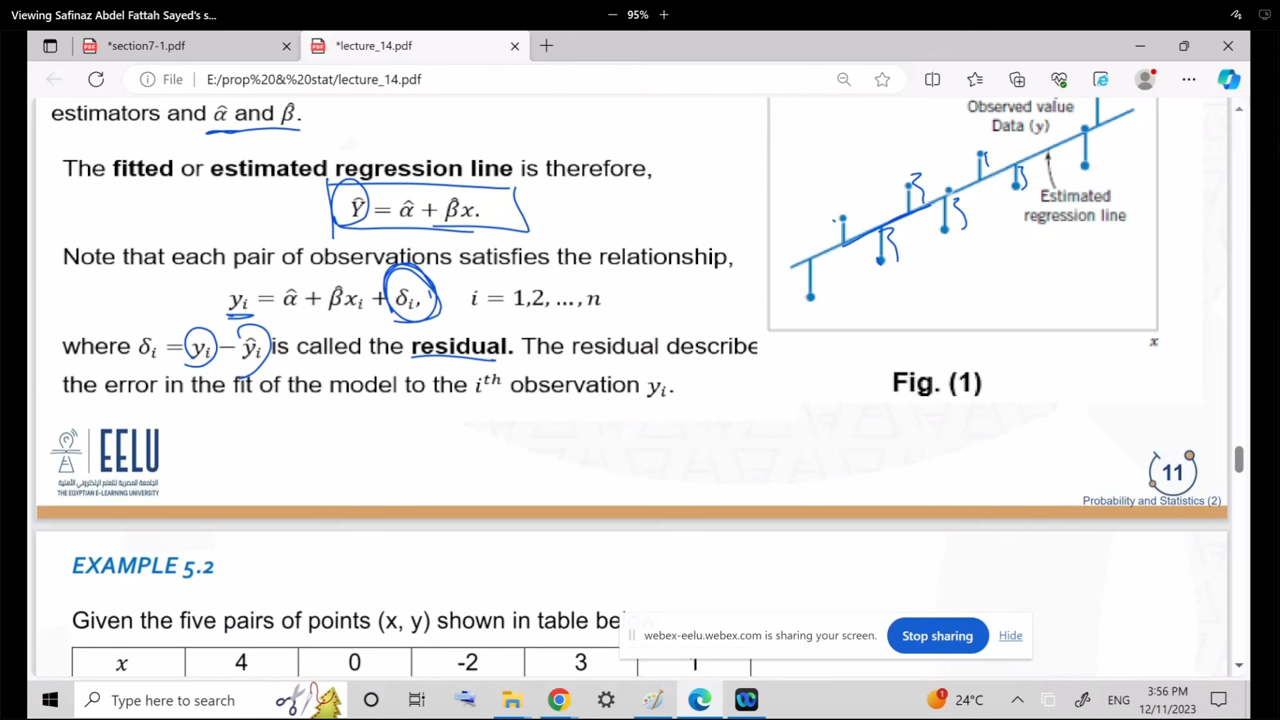 Viewing Safinaz Abdel Fattah Sayed's s...
95%
*section7-1.pdf
*lecture_14.pdf
File
E:/prop%20&%20stat/lecture_14.pdf
estimators and α̂ and β̂.
The fitted or estimated regression line is therefore,
Ŷ = α̂ + β̂x.
Note that each pair of observations satisfies the relationship,
yᵢ = α̂ + β̂xᵢ + δᵢ, i = 1,2, …, n
where δᵢ = yᵢ − ŷᵢ is called the residual. The residual describe
the error in the fit of the model to the iᵗʰ observation yᵢ.
Observed value
Data (y)
Estimated
regression line
x
Fig. (1)
EELU
الجامعة المصرية للتعلم الإلكتروني الأهلية
THE EGYPTIAN E-LEARNING UNIVERSITY
11
Probability and Statistics (2)
EXAMPLE 5.2
Given the five pairs of points (x, y) shown in table be
x 4 0 -2 3 1
webex-eelu.webex.com is sharing your screen.
Stop sharing
Hide
Type here to search
1
24°C
ENG
3:56 PM
12/11/2023